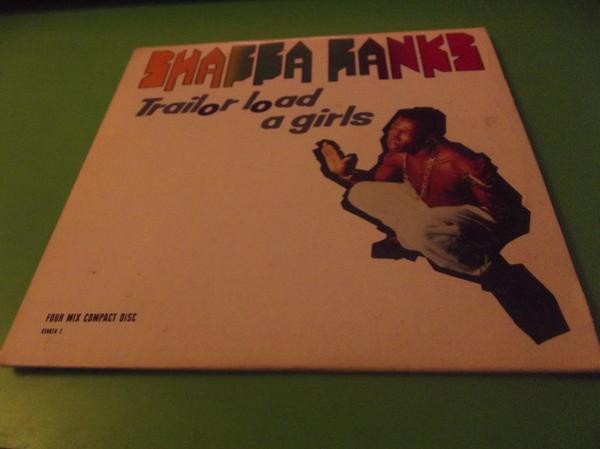 SHABBA RANKS
Trailor load
a girls
FOUR MIX COMPACT DISC